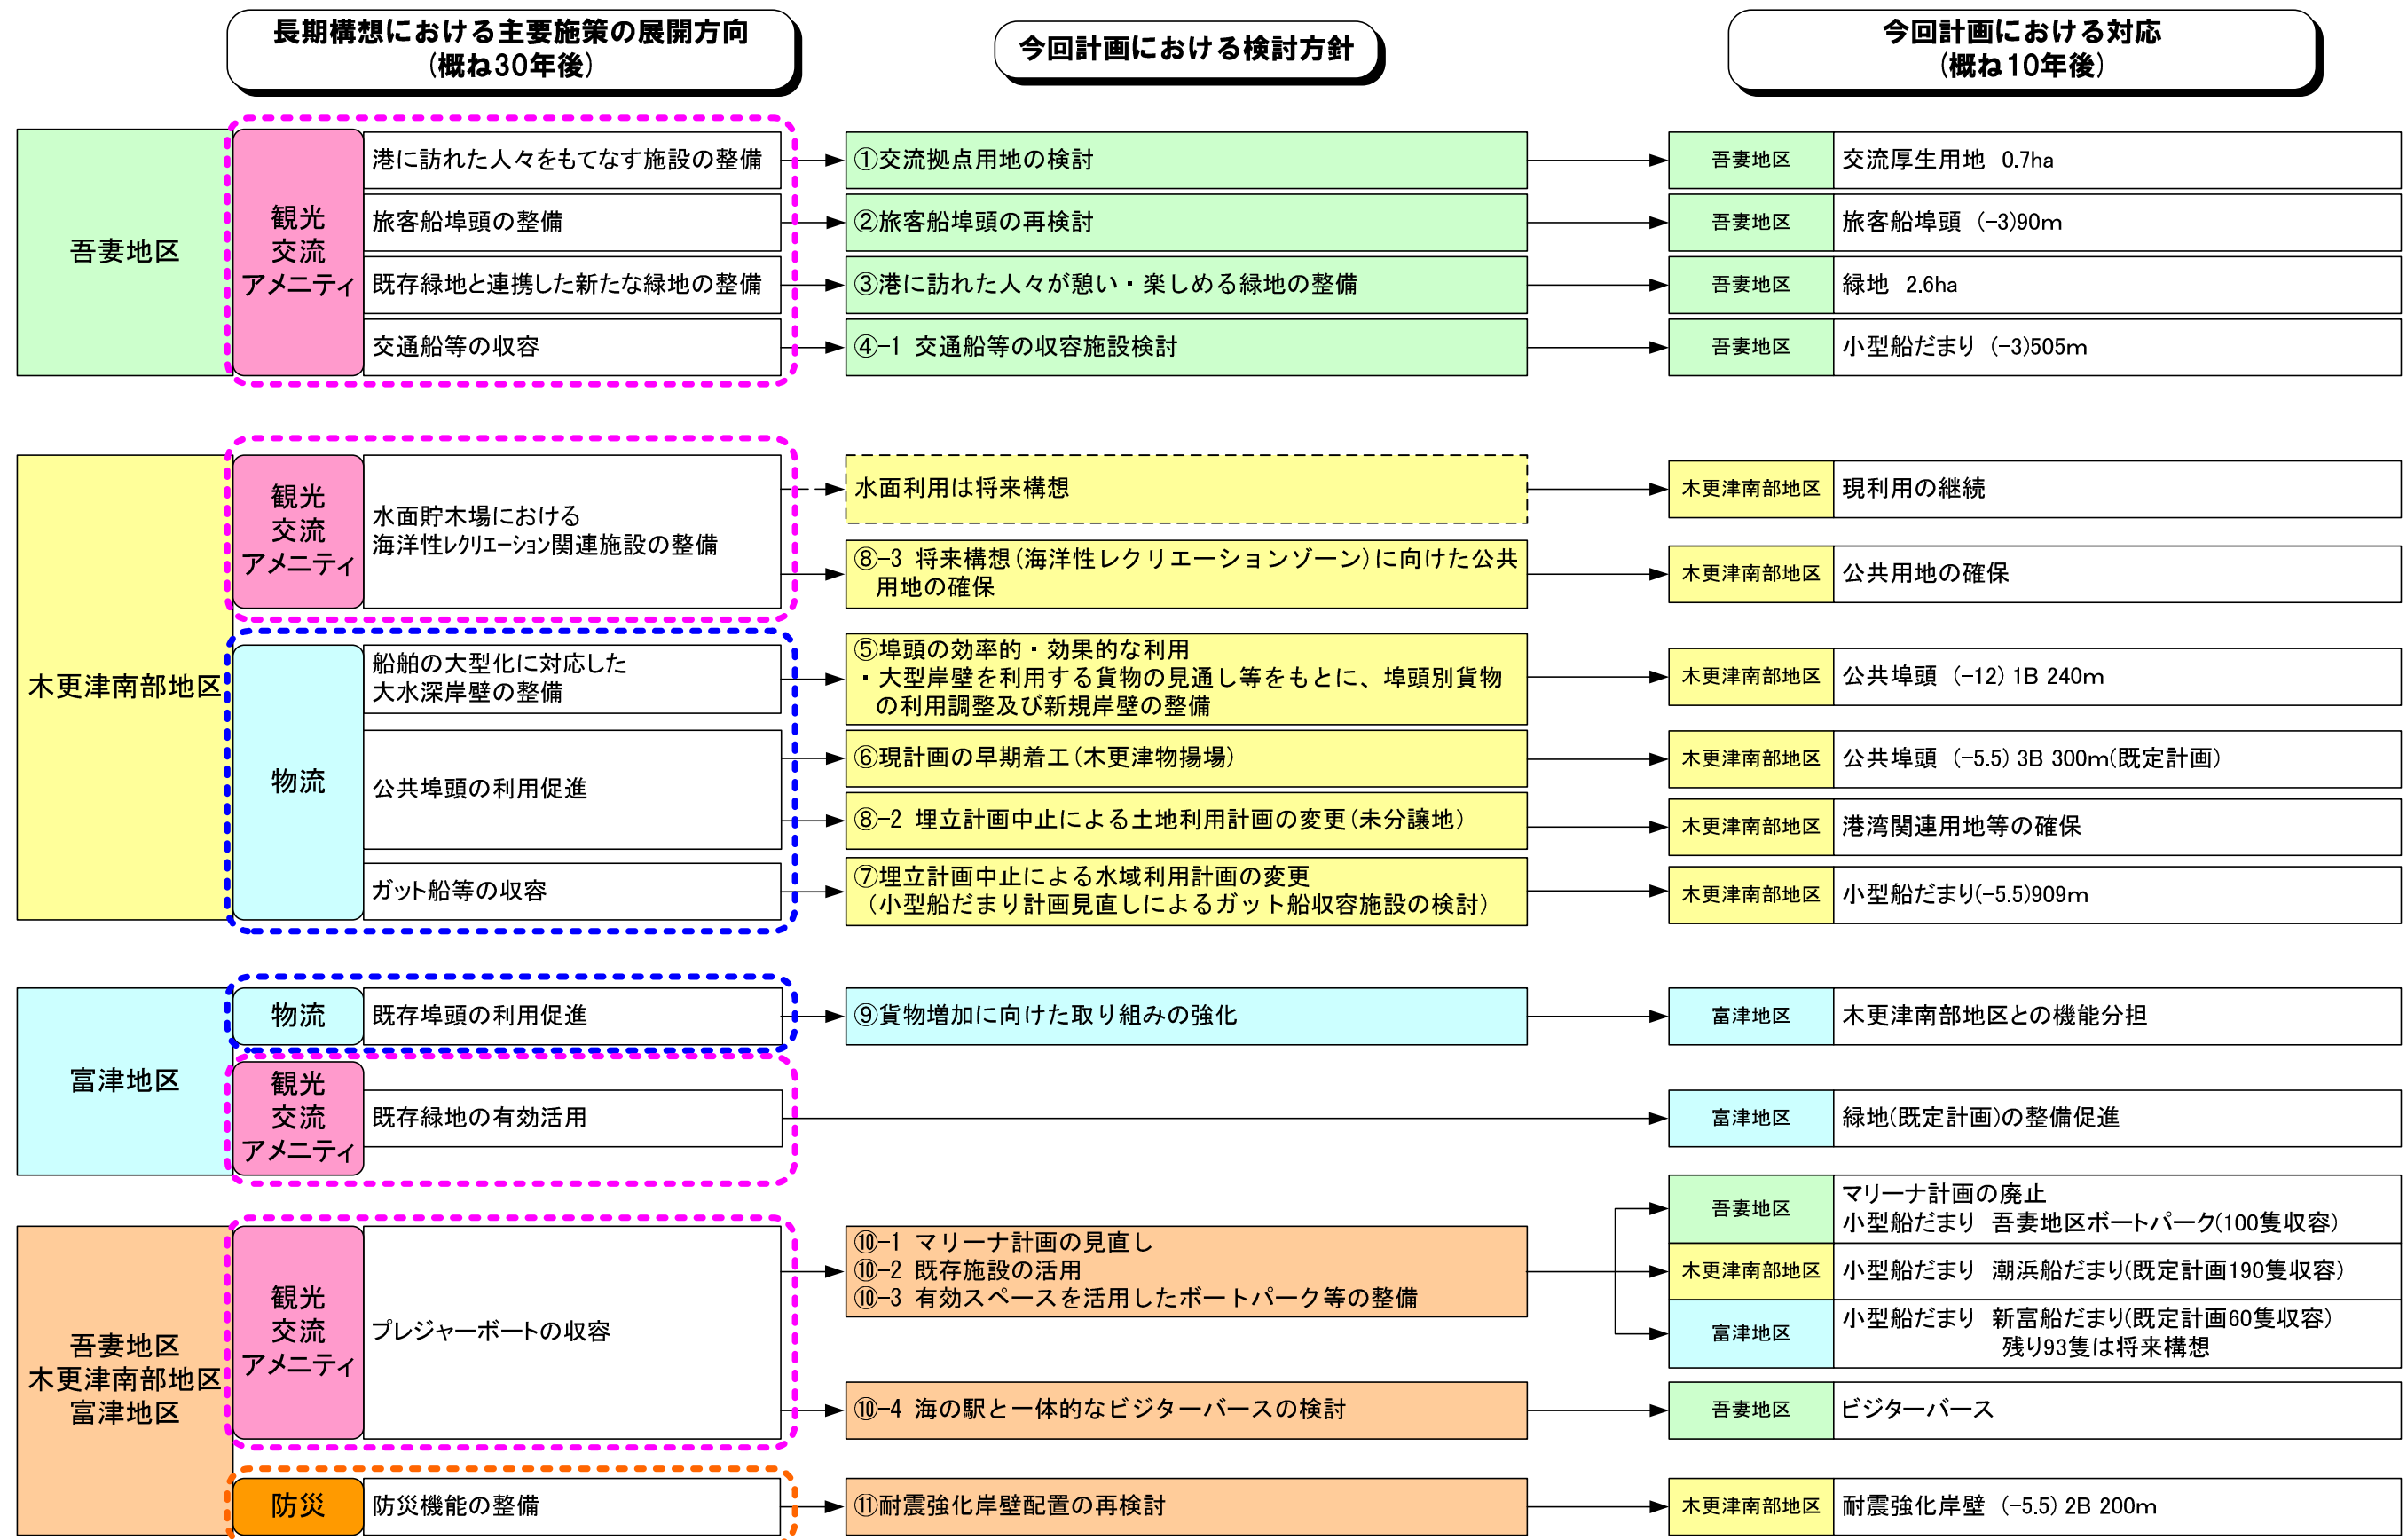 長期構想における主要施策の展開方向
(概ね30年後)
今回計画における検討方針
今回計画における対応
(概ね10年後)
吾妻地区
観光
交流
アメニティ
港に訪れた人々をもてなす施設の整備
①交流拠点用地の検討
吾妻地区
交流厚生用地 0.7ha
旅客船埠頭の整備
②旅客船埠頭の再検討
吾妻地区
旅客船埠頭 (-3)90m
既存緑地と連携した新たな緑地の整備
③港に訪れた人々が憩い・楽しめる緑地の整備
吾妻地区
緑地 2.6ha
交通船等の収容
④-1 交通船等の収容施設検討
吾妻地区
小型船だまり (-3)505m
木更津南部地区
観光
交流
アメニティ
水面貯木場における
海洋性レクリエーション関連施設の整備
水面利用は将来構想
木更津南部地区
現利用の継続
⑧-3 将来構想(海洋性レクリエーションゾーン)に向けた公共
用地の確保
木更津南部地区
公共用地の確保
物流
船舶の大型化に対応した
大水深岸壁の整備
⑤埠頭の効率的・効果的な利用
・大型岸壁を利用する貨物の見通し等をもとに、埠頭別貨物
の利用調整及び新規岸壁の整備
木更津南部地区
公共埠頭 (-12) 1B 240m
公共埠頭の利用促進
⑥現計画の早期着工(木更津物揚場)
木更津南部地区
公共埠頭 (-5.5) 3B 300m(既定計画)
⑧-2 埋立計画中止による土地利用計画の変更(未分譲地)
木更津南部地区
港湾関連用地等の確保
ガット船等の収容
⑦埋立計画中止による水域利用計画の変更
(小型船だまり計画見直しによるガット船収容施設の検討)
木更津南部地区
小型船だまり(-5.5)909m
富津地区
物流
既存埠頭の利用促進
⑨貨物増加に向けた取り組みの強化
富津地区
木更津南部地区との機能分担
観光
交流
アメニティ
既存緑地の有効活用
富津地区
緑地(既定計画)の整備促進
吾妻地区
木更津南部地区
富津地区
観光
交流
アメニティ
プレジャーボートの収容
⑩-1 マリーナ計画の見直し
⑩-2 既存施設の活用
⑩-3 有効スペースを活用したボートパーク等の整備
吾妻地区
マリーナ計画の廃止
小型船だまり 吾妻地区ボートパーク(100隻収容)
木更津南部地区
小型船だまり 潮浜船だまり(既定計画190隻収容)
富津地区
小型船だまり 新富船だまり(既定計画60隻収容)
残り93隻は将来構想
⑩-4 海の駅と一体的なビジターバースの検討
吾妻地区
ビジターバース
防災
防災機能の整備
⑪耐震強化岸壁配置の再検討
木更津南部地区
耐震強化岸壁 (-5.5) 2B 200m